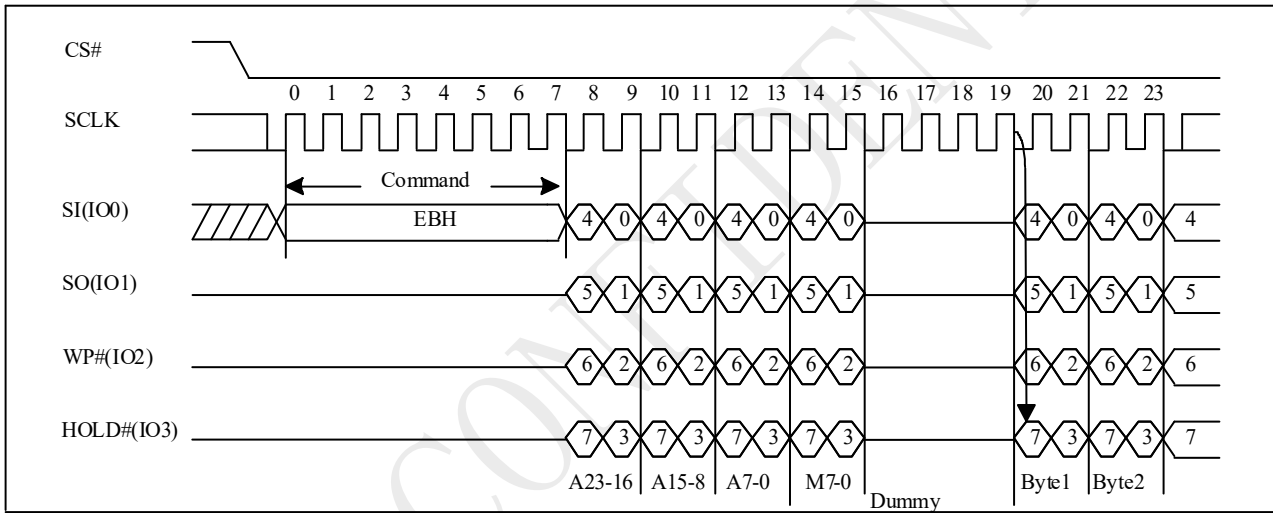 CS#
0 1 2 3 4 5 6 7 8 9 10 11 12 13 14 15 16 17 18 19 20 21 22 23
SCLK
Command
SI(IO0) EBH 4 0 4 0 4 0 4 0 4 0 4 0 4
SO(IO1) 5 1 5 1 5 1 5 1 5 1 5 1 5
WP#(IO2) 6 2 6 2 6 2 6 2 6 2 6 2 6
HOLD#(IO3) 7 3 7 3 7 3 7 3 7 3 7 3 7
A23-16 A15-8 A7-0 M7-0 Dummy Byte1 Byte2